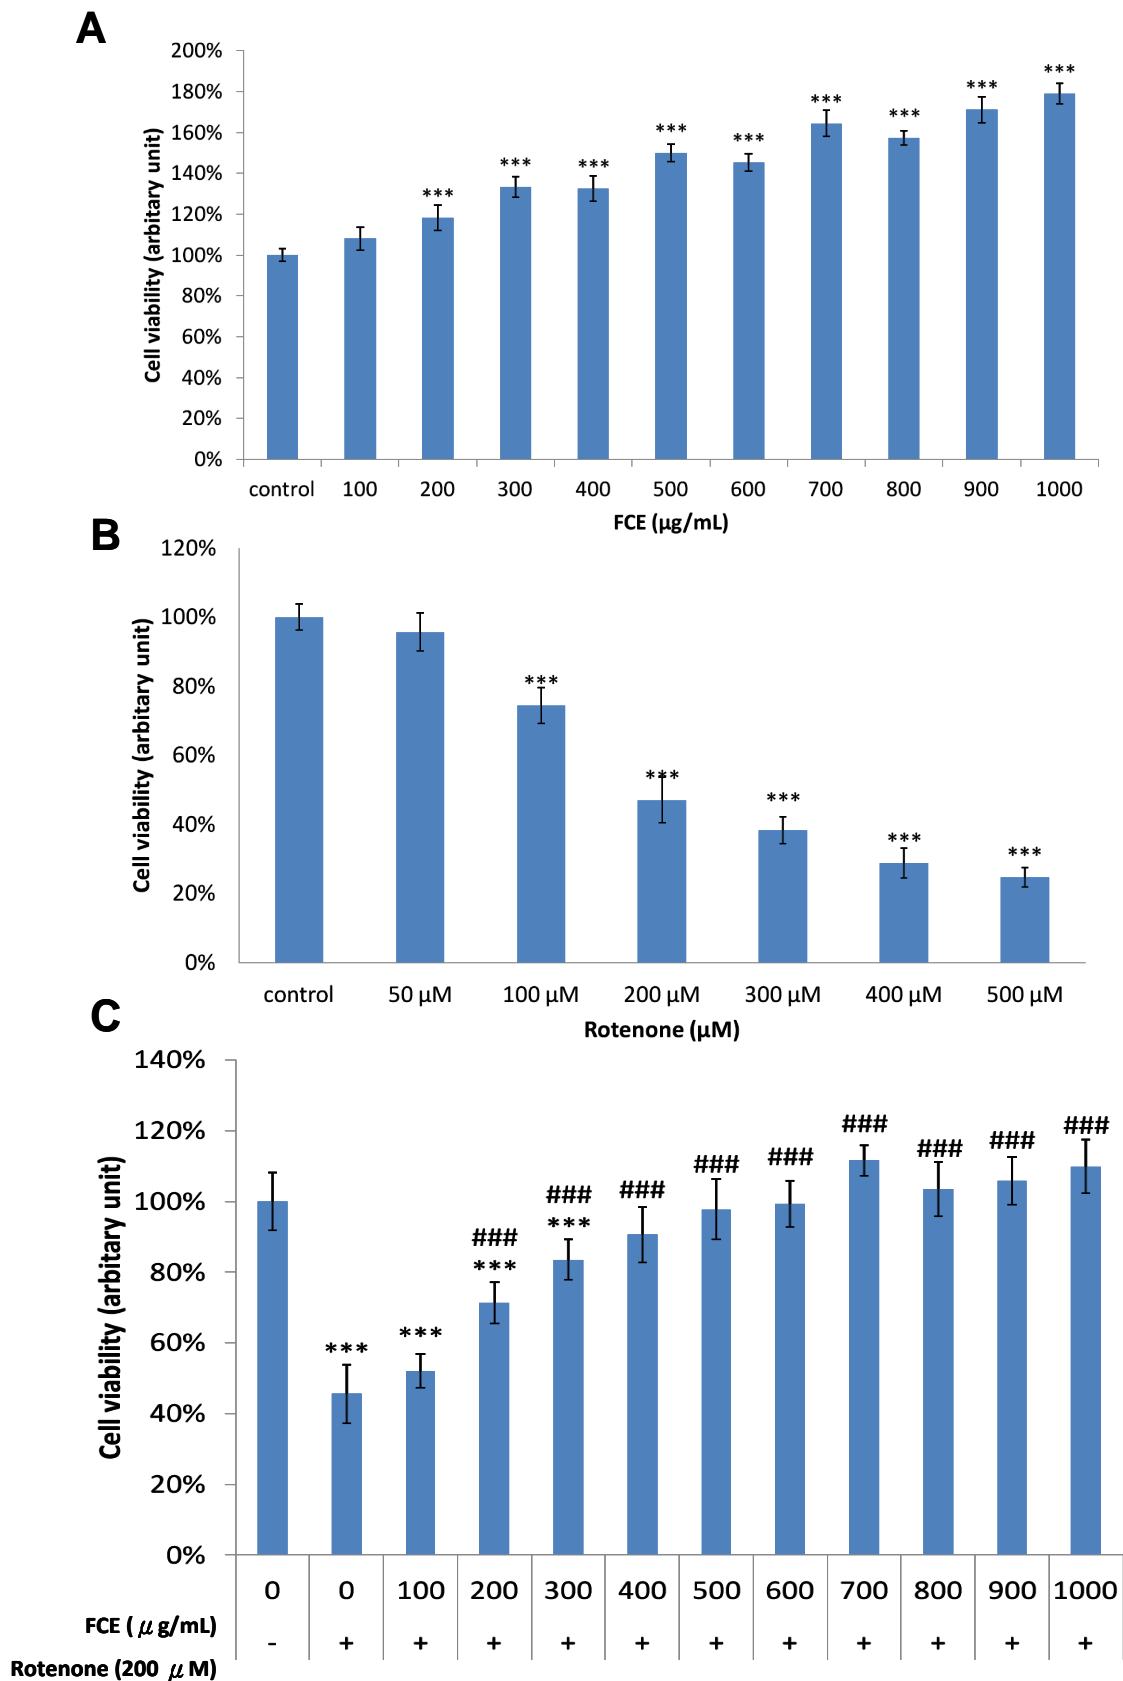 A
200%
180%
160%
140%
120%
100%
80%
60%
40%
20%
0%
Cell viability (arbitary unit)
*** *** *** *** *** *** *** *** ***
control 100 200 300 400 500 600 700 800 900 1000
FCE (μg/mL)
B
120%
100%
80%
60%
40%
20%
0%
Cell viability (arbitary unit)
*** *** *** *** ***
control 50 μM 100 μM 200 μM 300 μM 400 μM 500 μM
Rotenone (μM)
C
140%
120%
100%
80%
60%
40%
20%
0%
Cell viability (arbitary unit)
### ### ### ### ### ### ### ### ###
*** *** *** ***
0 0 100 200 300 400 500 600 700 800 900 1000
FCE (μg/mL)
- + + + + + + + + + + +
Rotenone (200 μM)